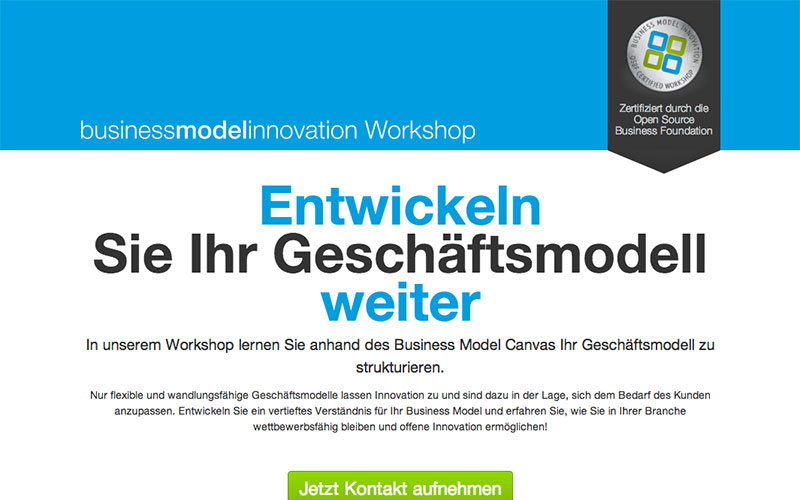 BUSINESS MODEL INNOVATION
OSBF CERTIFIED WORKSHOP
Zertifiziert durch die
Open Source
Business Foundation
businessmodelinnovation Workshop
Entwickeln
Sie Ihr Geschäftsmodell
weiter
In unserem Workshop lernen Sie anhand des Business Model Canvas Ihr Geschäftsmodell zu
strukturieren.
Nur flexible und wandlungsfähige Geschäftsmodelle lassen Innovation zu und sind dazu in der Lage, sich dem Bedarf des Kunden
anzupassen. Entwickeln Sie ein vertieftes Verständnis für Ihr Business Model und erfahren Sie, wie Sie in Ihrer Branche
wettbewerbsfähig bleiben und offene Innovation ermöglichen!
Jetzt Kontakt aufnehmen